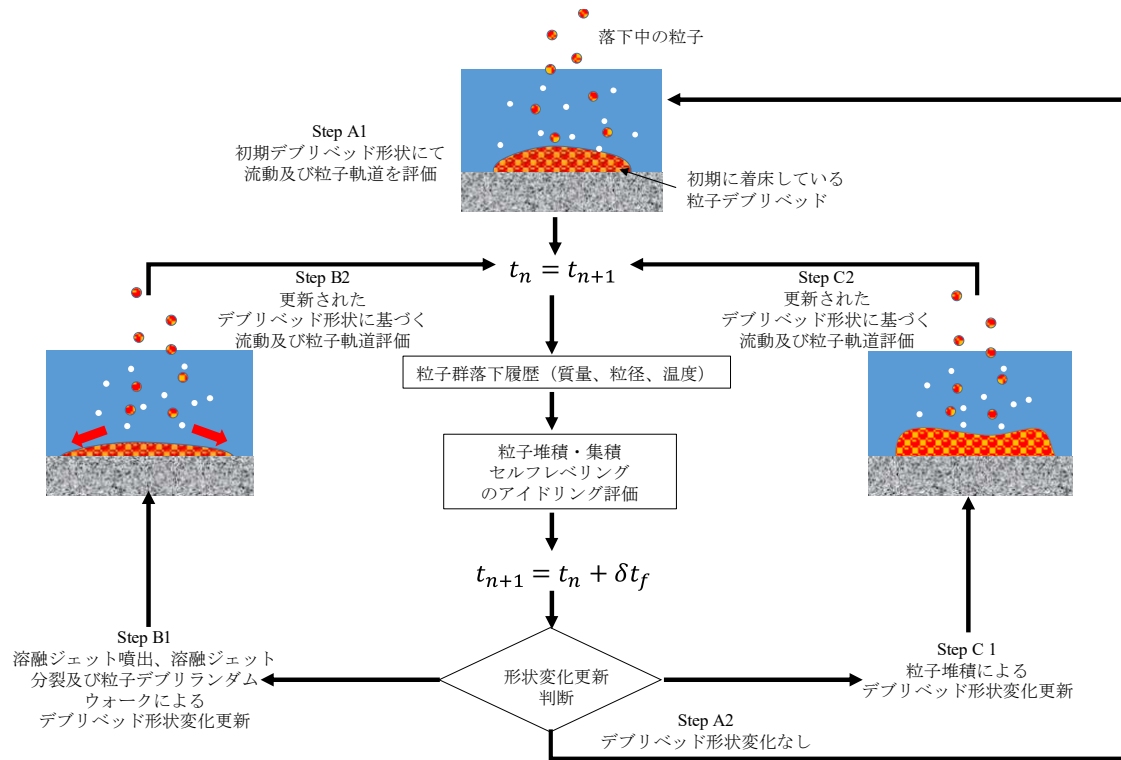 落下中の粒子
Step A1
初期デブリベッド形状にて
流動及び粒子軌道を評価
初期に着床している
粒子デブリベッド
t_n = t_{n+1}
Step B2
更新された
デブリベッド形状に基づく
流動及び粒子軌道評価
Step C2
更新された
デブリベッド形状に基づく
流動及び粒子軌道評価
粒子群落下履歴（質量、粒径、温度）
粒子堆積・集積
セルフレベリング
のアイドリング評価
t_{n+1} = t_n + δt_f
Step B1
溶融ジェット噴出、溶融ジェット
分裂及び粒子デブリランダム
ウォークによる
デブリベッド形状変化更新
形状変化更新
判断
Step C 1
粒子堆積による
デブリベッド形状変化更新
Step A2
デブリベッド形状変化なし